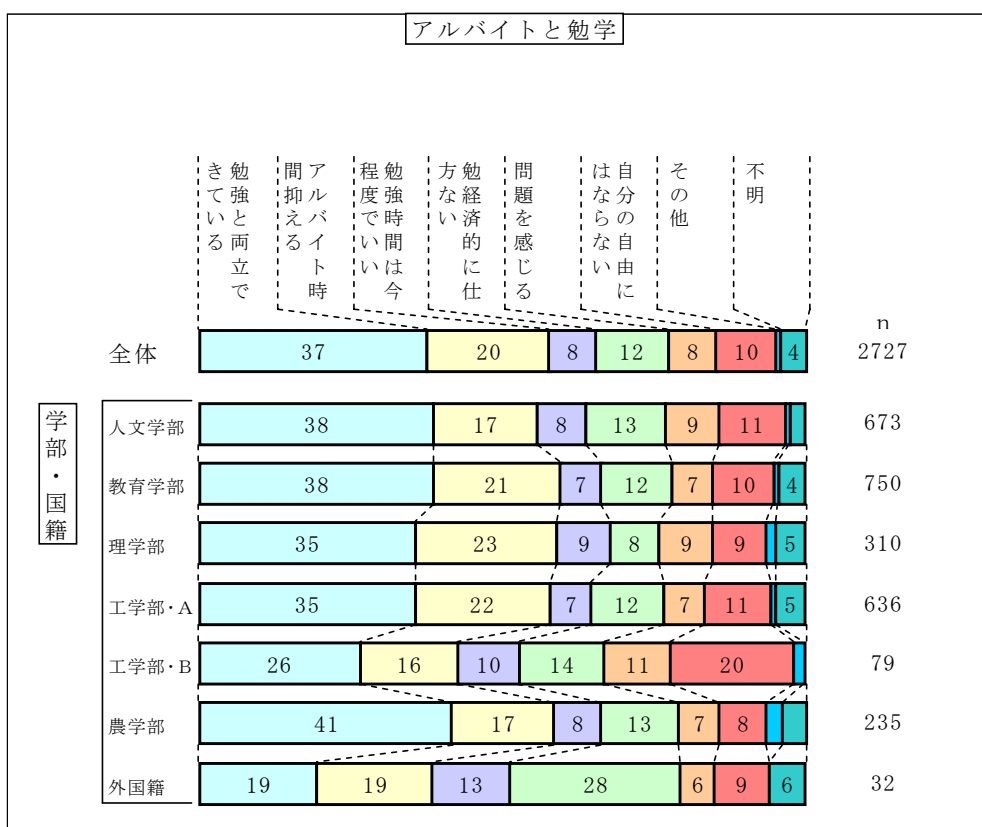 アルバイトと勉学
勉強と両立で
きている
アルバイト時
間抑える
勉強時間は今
程度でいい
勉経済的に仕
方ない
問題を感じる
自分の自由に
はならない
その他
不明
n
全体 37 20 8 12 8 10 4 2727
学部・国籍
人文学部 38 17 8 13 9 11 673
教育学部 38 21 7 12 7 10 4 750
理学部 35 23 9 8 9 9 5 310
工学部・A 35 22 7 12 7 11 5 636
工学部・B 26 16 10 14 11 20 79
農学部 41 17 8 13 7 8 235
外国籍 19 19 13 28 6 9 6 32